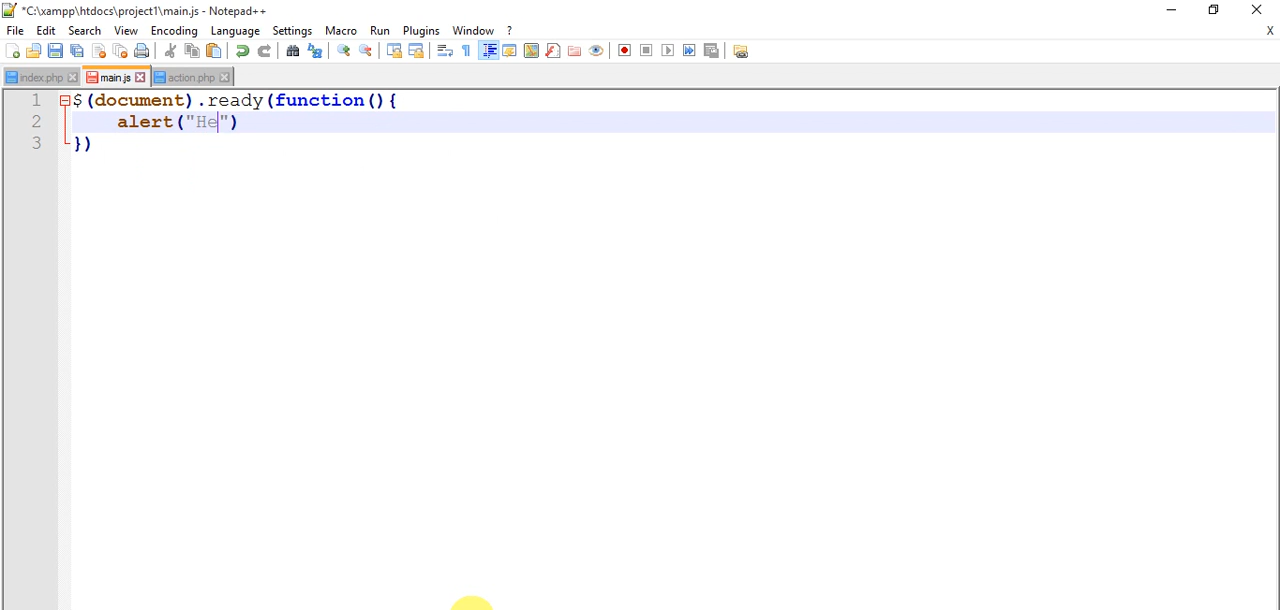 *C:\xampp\htdocs\project1\main.js - Notepad++
File Edit Search View Encoding Language Settings Macro Run Plugins Window ? X
index.php main.js action.php
1 $(document).ready(function(){
2 alert("He")
3 })